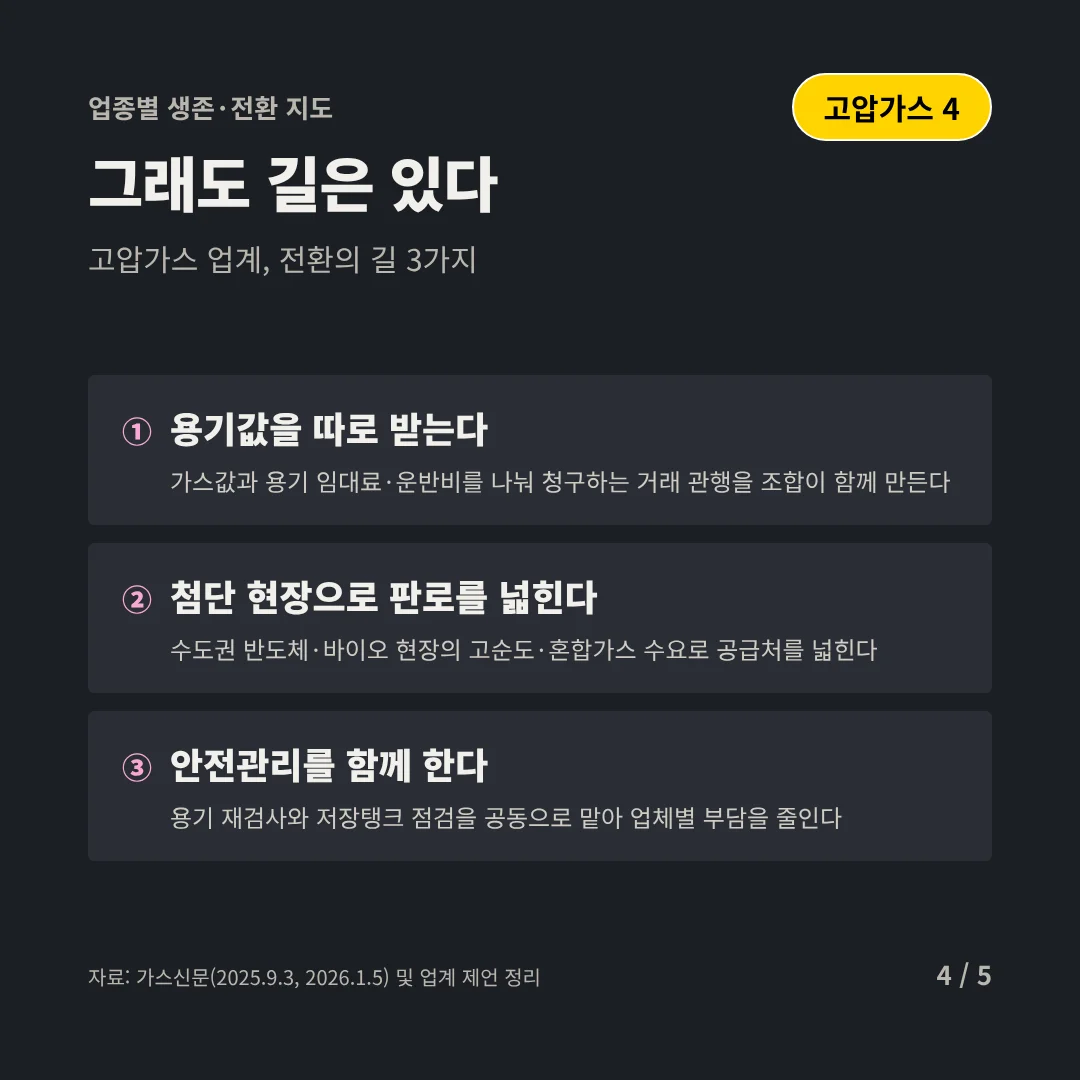 업종별 생존·전환 지도
고압가스 4
그래도 길은 있다
고압가스 업계, 전환의 길 3가지
① 용기값을 따로 받는다
가스값과 용기 임대료·운반비를 나눠 청구하는 거래 관행을 조합이 함께 만든다
② 첨단 현장으로 판로를 넓힌다
수도권 반도체·바이오 현장의 고순도·혼합가스 수요로 공급처를 넓힌다
③ 안전관리를 함께 한다
용기 재검사와 저장탱크 점검을 공동으로 맡아 업체별 부담을 줄인다
자료: 가스신문(2025.9.3, 2026.1.5) 및 업계 제언 정리
4 / 5